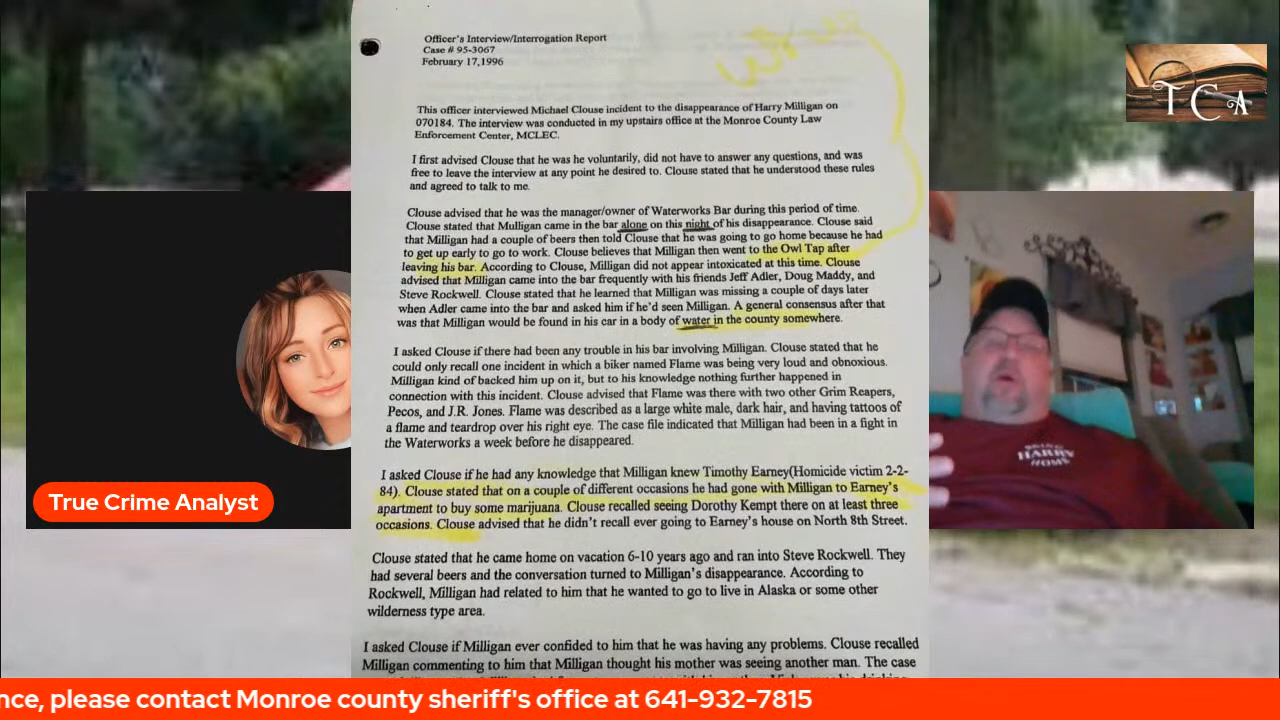 Officer's Interview/Interrogation Report
Case # 95-3067
February 17,1996
This officer interviewed Michael Clouse incident to the disappearance of Harry Milligan on
070184. The interview was conducted in my upstairs office at the Monroe County Law
Enforcement Center, MCLEC.
I first advised Clouse that he was he voluntarily, did not have to answer any questions, and was
free to leave the interview at any point he desired to. Clouse stated that he understood these rules
and agreed to talk to me.
Clouse advised that he was the manager/owner of Waterworks Bar during this period of time.
Clouse stated that Mulligan came in the bar alone on this night of his disappearance. Clouse said
that Milligan had a couple of beers then told Clouse that he was going to go home because he had
to get up early to go to work. Clouse believes that Milligan then went to the Owl Tap after
leaving his bar. According to Clouse, Milligan did not appear intoxicated at this time. Clouse
advised that Milligan came into the bar frequently with his friends Jeff Adler, Doug Maddy, and
Steve Rockwell. Clouse stated that he learned that Milligan was missing a couple of days later
when Adler came into the bar and asked him if he'd seen Milligan. A general consensus after that
was that Milligan would be found in his car in a body of water in the county somewhere.
I asked Clouse if there had been any trouble in his bar involving Milligan. Clouse stated that he
could only recall one incident in which a biker named Flame was being very loud and obnoxious.
Milligan kind of backed him up on it, but to his knowledge nothing further happened in
connection with this incident. Clouse advised that Flame was there with two other Grim Reapers,
Pecos, and J.R. Jones. Flame was described as a large white male, dark hair, and having tattoos of
a flame and teardrop over his right eye. The case file indicated that Milligan had been in a fight in
the Waterworks a week before he disappeared.
I asked Clouse if he had any knowledge that Milligan knew Timothy Earney(Homicide victim 2-2-
84). Clouse stated that on a couple of different occasions he had gone with Milligan to Earney's
apartment to buy some marijuana. Clouse recalled seeing Dorothy Kempt there on at least three
occasions. Clouse advised that he didn't recall ever going to Earney's house on North 8th Street.
Clouse stated that he came home on vacation 6-10 years ago and ran into Steve Rockwell. They
had several beers and the conversation turned to Milligan's disappearance. According to
Rockwell, Milligan had related to him that he wanted to go to live in Alaska or some other
wilderness type area.
I asked Clouse if Milligan ever confided to him that he was having any problems. Clouse recalled
Milligan commenting to him that Milligan thought his mother was seeing another man. The case
TCA
True Crime Analyst
BRING
HARRY
HOME
nce, please contact Monroe county sheriff's office at 641-932-7815